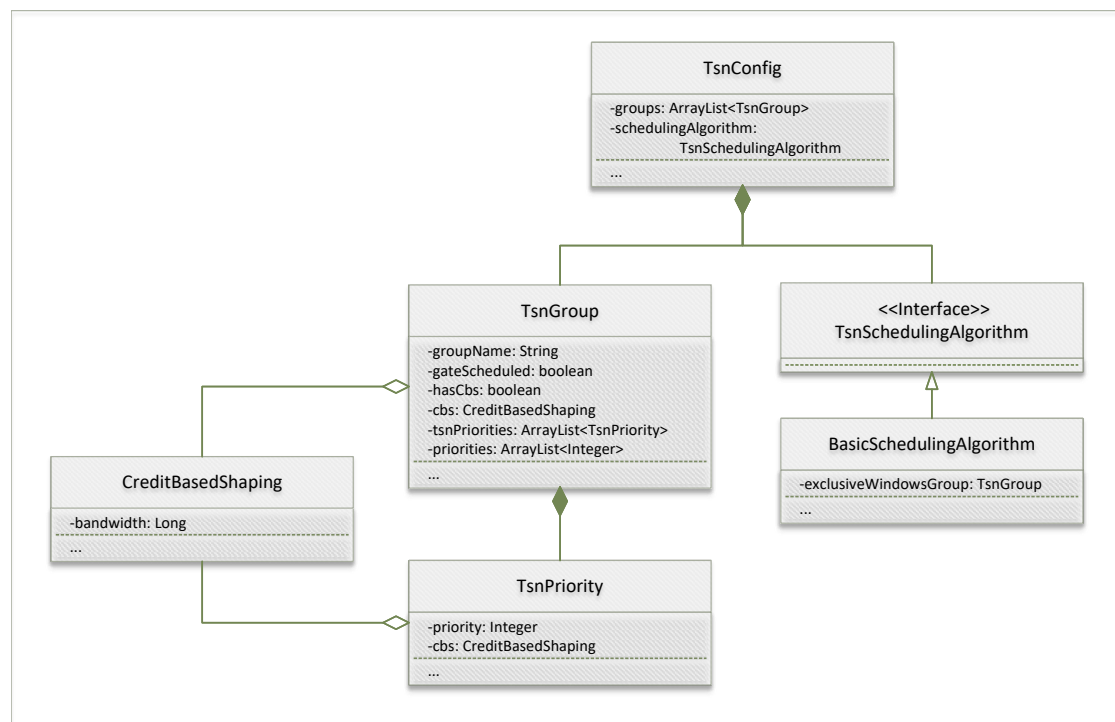 TsnConfig
-groups: ArrayList<TsnGroup>
-schedulingAlgorithm:
TsnSchedulingAlgorithm
...
TsnGroup
-groupName: String
-gateScheduled: boolean
-hasCbs: boolean
-cbs: CreditBasedShaping
-tsnPriorities: ArrayList<TsnPriority>
-priorities: ArrayList<Integer>
...
<<Interface>>
TsnSchedulingAlgorithm
BasicSchedulingAlgorithm
-exclusiveWindowsGroup: TsnGroup
...
CreditBasedShaping
-bandwidth: Long
...
TsnPriority
-priority: Integer
-cbs: CreditBasedShaping
...